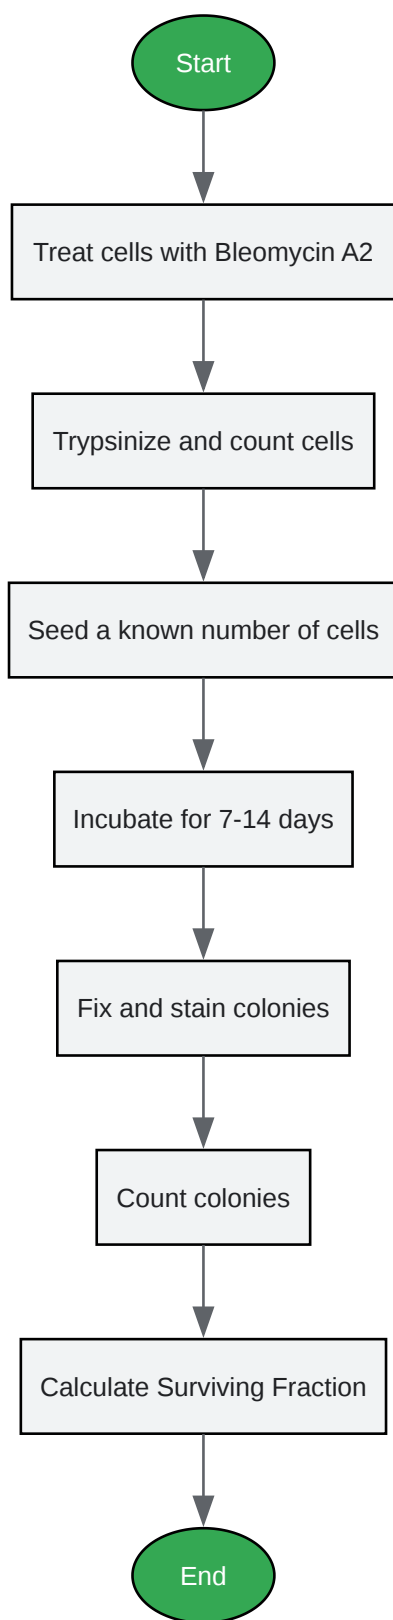 Start
Treat cells with Bleomycin A2
Trypsinize and count cells
Seed a known number of cells
Incubate for 7-14 days
Fix and stain colonies
Count colonies
Calculate Surviving Fraction
End